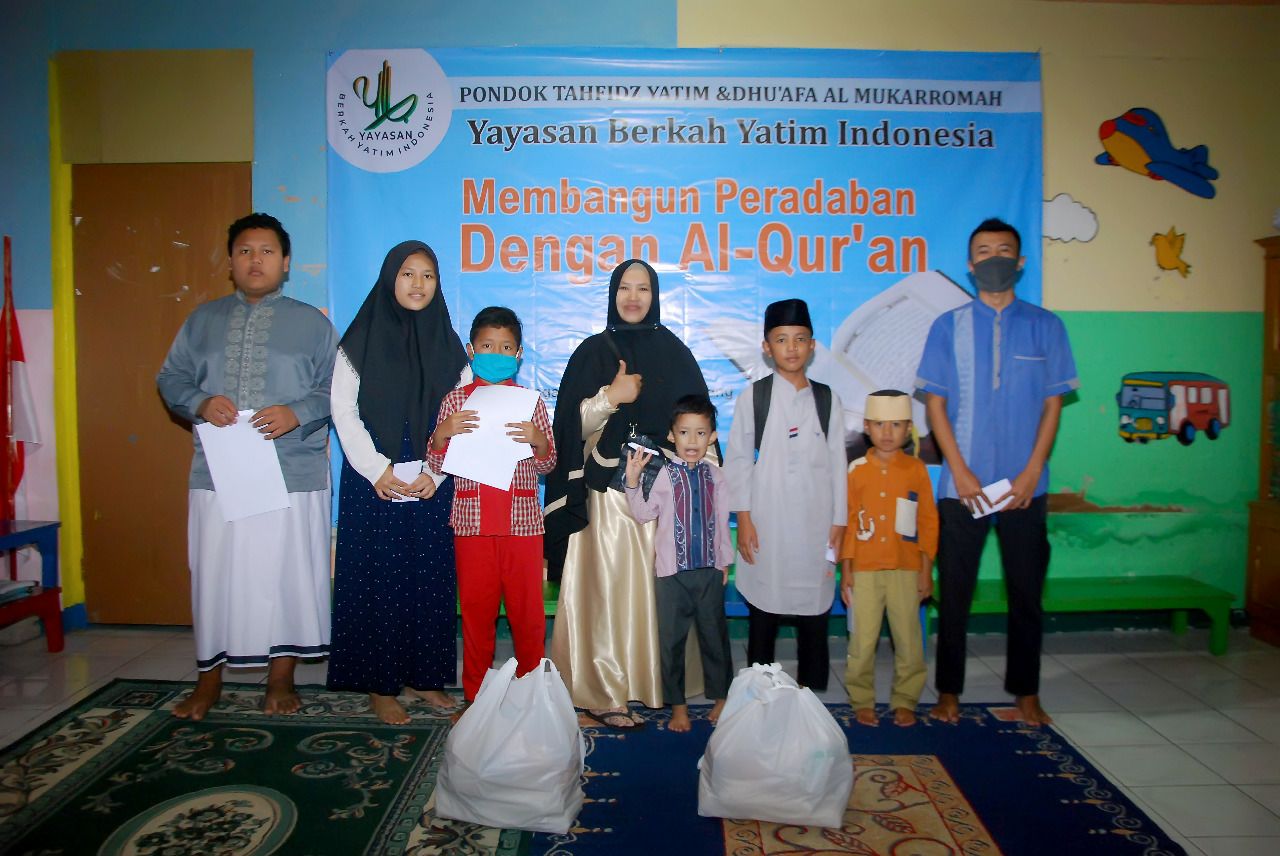 YAYASAN
BERKAH YATIM INDONESIA
PONDOK TAHFIDZ YATIM &DHU'AFA AL MUKARROMAH
Yayasan Berkah Yatim Indonesia
Membangun Peradaban
Dengan Al-Qur'an